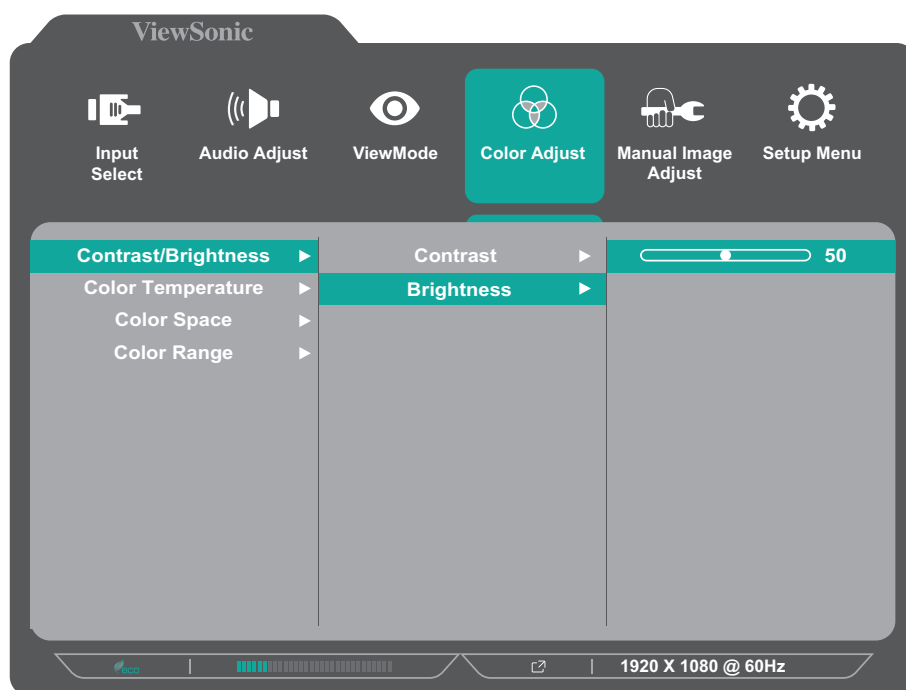 ViewSonic
Input Select
Audio Adjust
ViewMode
Color Adjust
Manual Image Adjust
Setup Menu
Contrast/Brightness
Contrast
50
Color Temperature
Brightness
Color Space
Color Range
eco
1920 X 1080 @ 60Hz